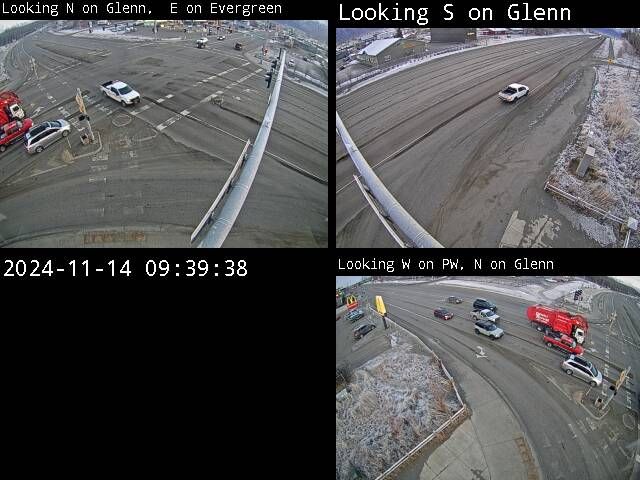 Looking N on Glenn,  E on Evergreen
Looking S on Glenn
2024-11-14 09:39:38
Looking W on PW, N on Glenn